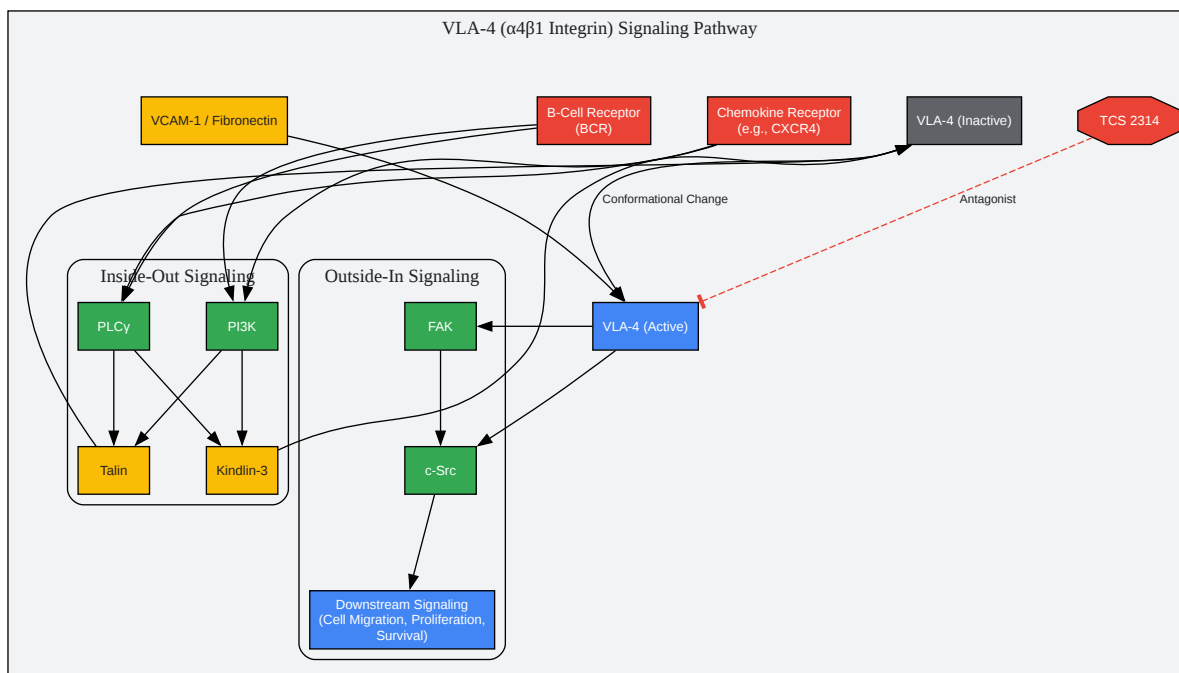 VLA-4 (α4β1 Integrin) Signaling Pathway
VCAM-1 / Fibronectin
B-Cell Receptor
(BCR)
Chemokine Receptor
(e.g., CXCR4)
VLA-4 (Inactive)
TCS 2314
Conformational Change
Antagonist
Inside-Out Signaling
Outside-In Signaling
PLCγ
PI3K
FAK
VLA-4 (Active)
Talin
Kindlin-3
c-Src
Downstream Signaling
(Cell Migration, Proliferation,
Survival)